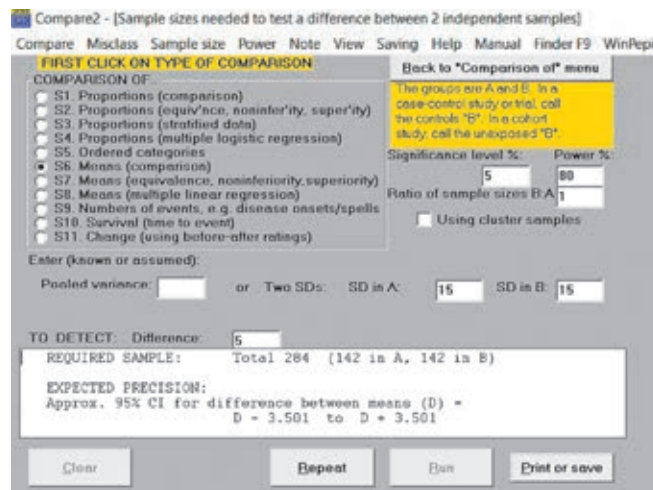 Compare2 - [Sample sizes needed to test a difference between 2 independent samples]
Compare Misclass Sample size Power Note View Saving Help Manual Finder F9 WinPepi
FIRST CLICK ON TYPE OF COMPARISON
Back to "Comparison of" menu
COMPARISON OF..
S1. Proportions (comparison)
S2. Proportions (equiv'nce, noninfer'ity, super'ity)
S3. Proportions (stratified data)
S4. Proportions (multiple logistic regression)
S5. Ordered categories
S6. Means (comparison)
S7. Means (equivalence, noninferiority,superiority)
S8. Means (multiple linear regression)
S9. Numbers of events, e.g. disease onsets/spells
S10. Survival (time to event)
S11. Change (using before-after ratings)
The groups are A and B. In a
case-control study or trial, call
the controls "B". In a cohort
study, call the unexposed "B".
Significance level %: Power %:
5 80
Ratio of sample sizes B:A 1
Using cluster samples
Enter (known or assumed):
Pooled variance: or Two SDs: SD in A: 15 SD in B: 15
TO DETECT: Difference: 5
REQUIRED SAMPLE: Total 284 (142 in A, 142 in B)
EXPECTED PRECISION:
Approx. 95% CI for difference between means (D) =
D - 3.501 to D + 3.501
Clear Repeat Run Print or save